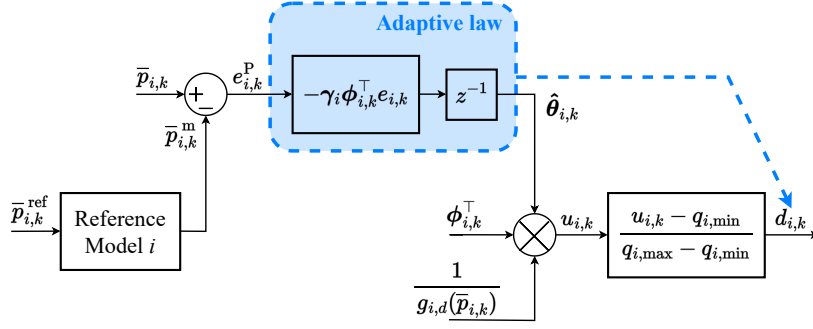 Adaptive law
p̅_{i,k}
+
−
e^P_{i,k}
−γ_i ϕ^⊤_{i,k} e_{i,k}
z^{−1}
θ̂_{i,k}
p̅^m_{i,k}
p̅^{ref}_{i,k}
Reference
Model i
ϕ^⊤_{i,k}
u_{i,k}
u_{i,k} − q_{i,min}
q_{i,max} − q_{i,min}
d_{i,k}
1
g_{i,d}(p̅_{i,k})